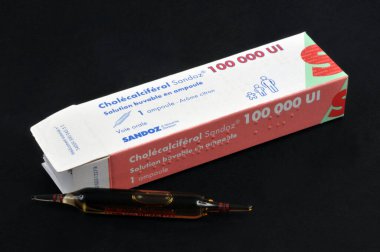 Cholécalciférol Sandoz® 100 000 UI
Solution buvable en ampoule
1 ampoule - Arôme citron
Voie orale
SANDOZ
S
Cholécalciférol Sandoz® 100 000 UI
Solution buvable en ampoule
1 ampoule